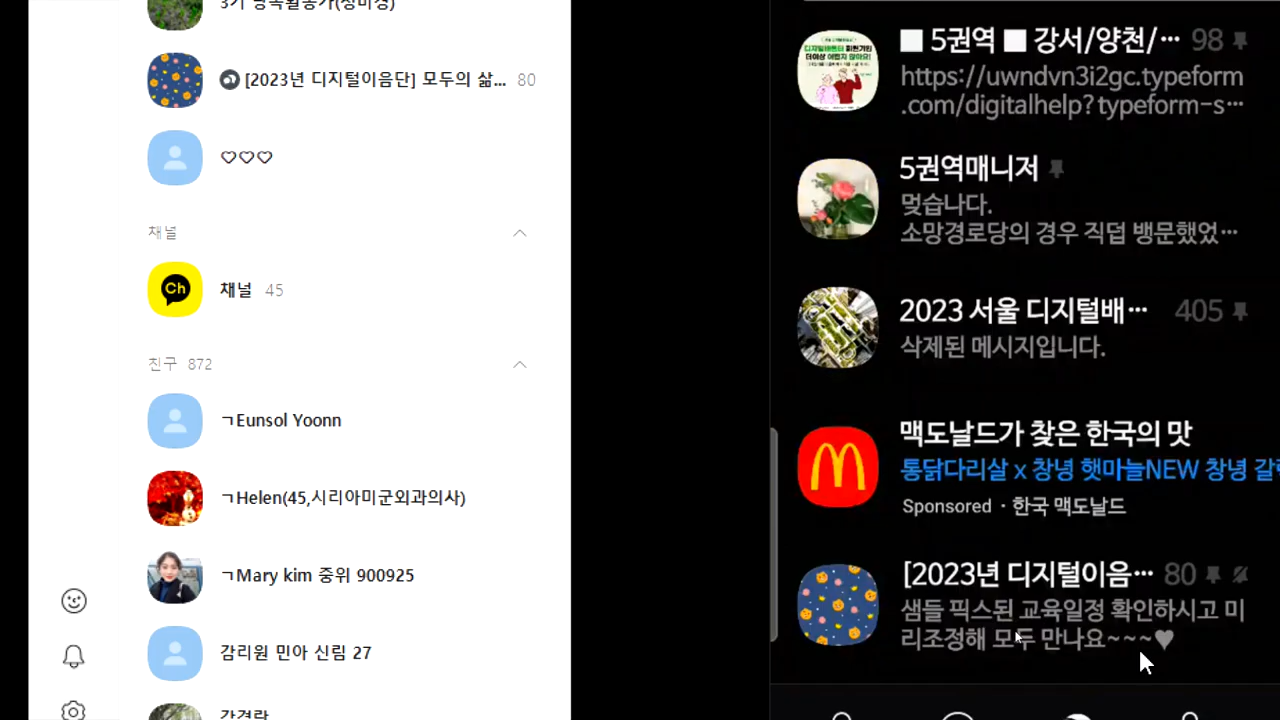 3기 행복활동가(정미경)
[2023년 디지털이음단] 모두의 삶... 80
♡♡♡
채널
Ch
채널 45
친구 872
ㄱEunsol Yoonn
ㄱHelen(45,시리아미군외과의사)
ㄱMary kim 중위 900925
감리원 민아 신림 27
■ 5권역 ■ 강서/양천/··· 98
https://uwndvn3i2gc.typeform
.com/digitalhelp?typeform-s···
5권역매니저
멎습나다.
소망경로당의 경우 직덥 뱅문했었···
2023 서울 디지털배··· 405
삭제된 메시지입니다.
맥도날드가 찾은 한국의 맛
통닭다리살 x 창녕 햇마늘NEW 창녕 갈
Sponsored · 한국 맥도날드
[2023년 디지털이음··· 80
샘들 픽스된 교육일정 확인하시고 미
리조정해 모두 만나요~~~♥